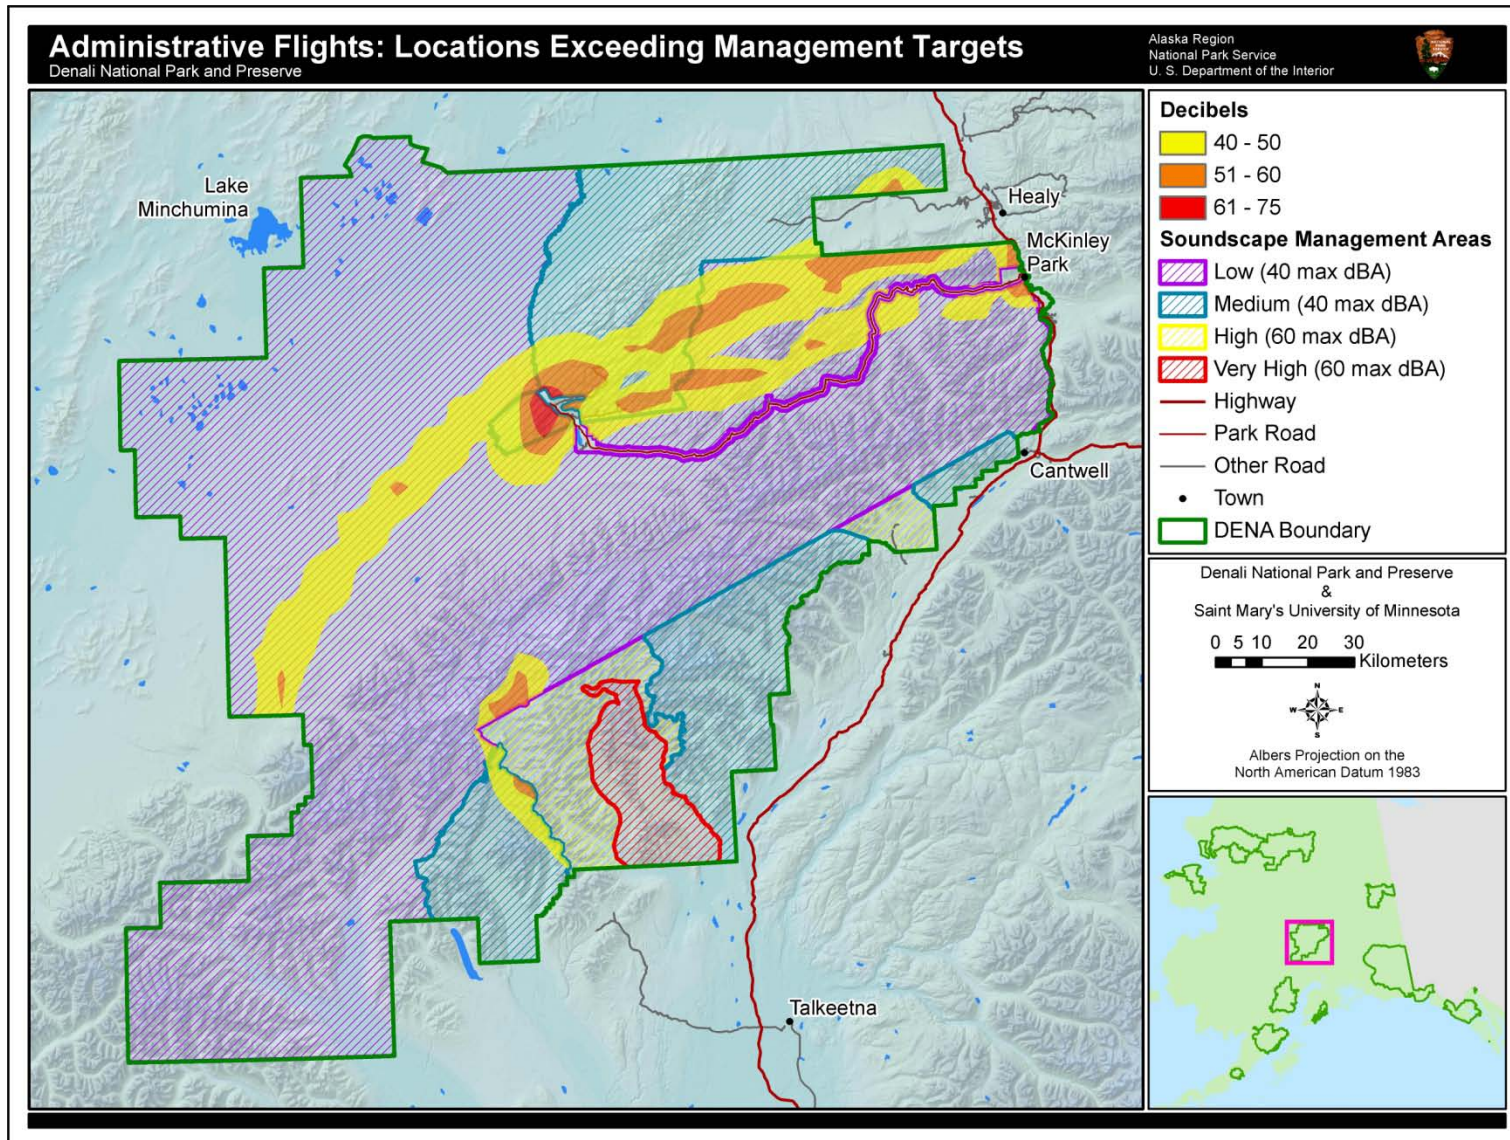 Administrative Flights: Locations Exceeding Management Targets
Denali National Park and Preserve
Alaska Region
National Park Service
U. S. Department of the Interior
Lake
Minchumina
Healy
McKinley
Park
Cantwell
Talkeetna
Decibels
40 - 50
51 - 60
61 - 75
Soundscape Management Areas
Low (40 max dBA)
Medium (40 max dBA)
High (60 max dBA)
Very High (60 max dBA)
Highway
Park Road
Other Road
Town
DENA Boundary
Denali National Park and Preserve
&
Saint Mary's University of Minnesota
0 5 10 20 30
Kilometers
N
W E
S
Albers Projection on the
North American Datum 1983